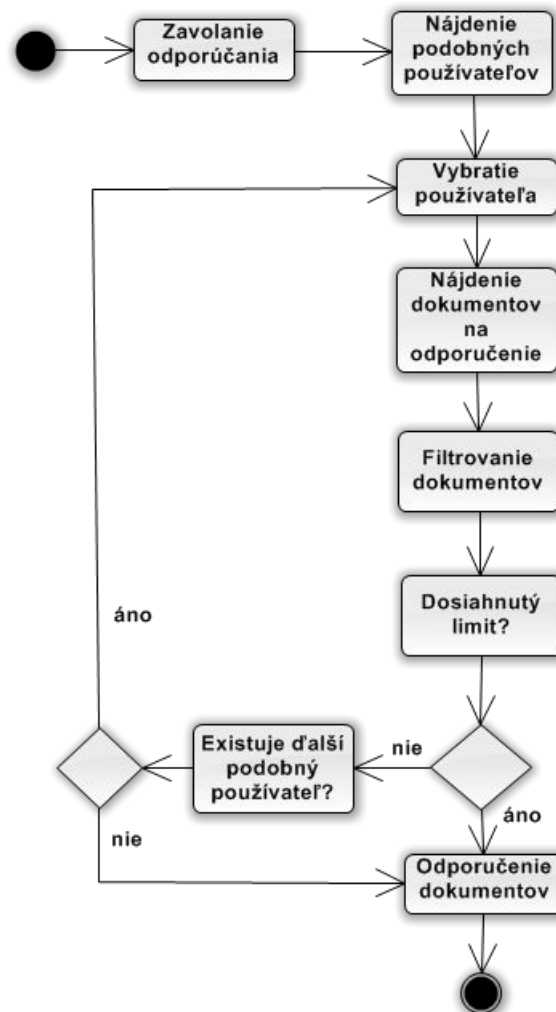 Zavolanie
odporúčania
Nájdenie
podobných
používateľov
Vybratie
používateľa
Nájdenie
dokumentov
na
odporučenie
Filtrovanie
dokumentov
Dosiahnutý
limit?
áno
Existuje ďalší
podobný
používateľ?
nie
áno
nie
Odporučenie
dokumentov